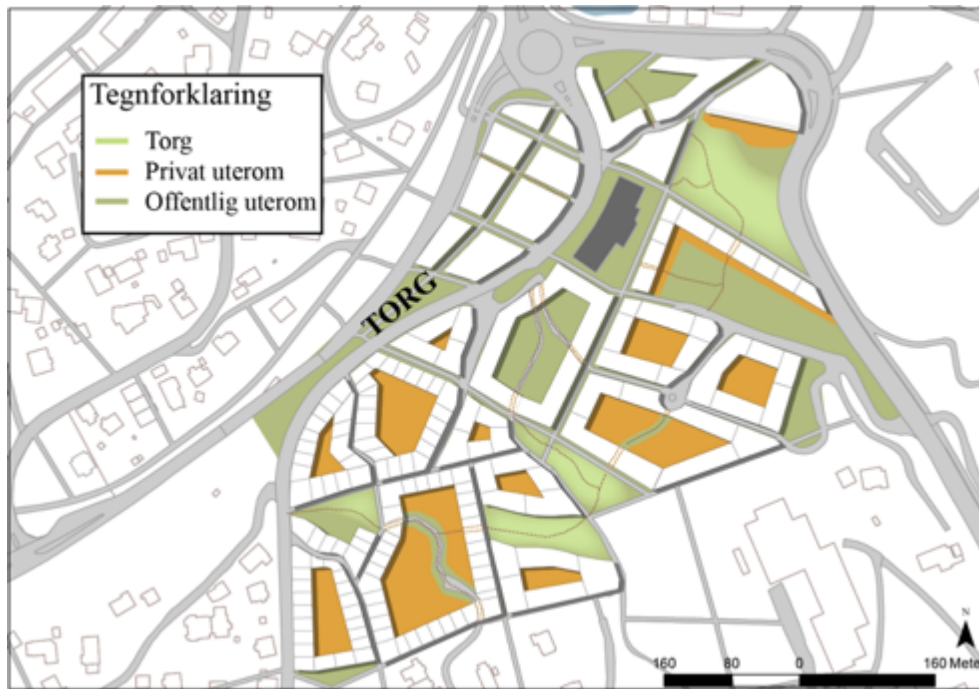 Tegnforklaring
Torg
Privat uterom
Offentlig uterom
TORG
N
160 80 0 160 Mete